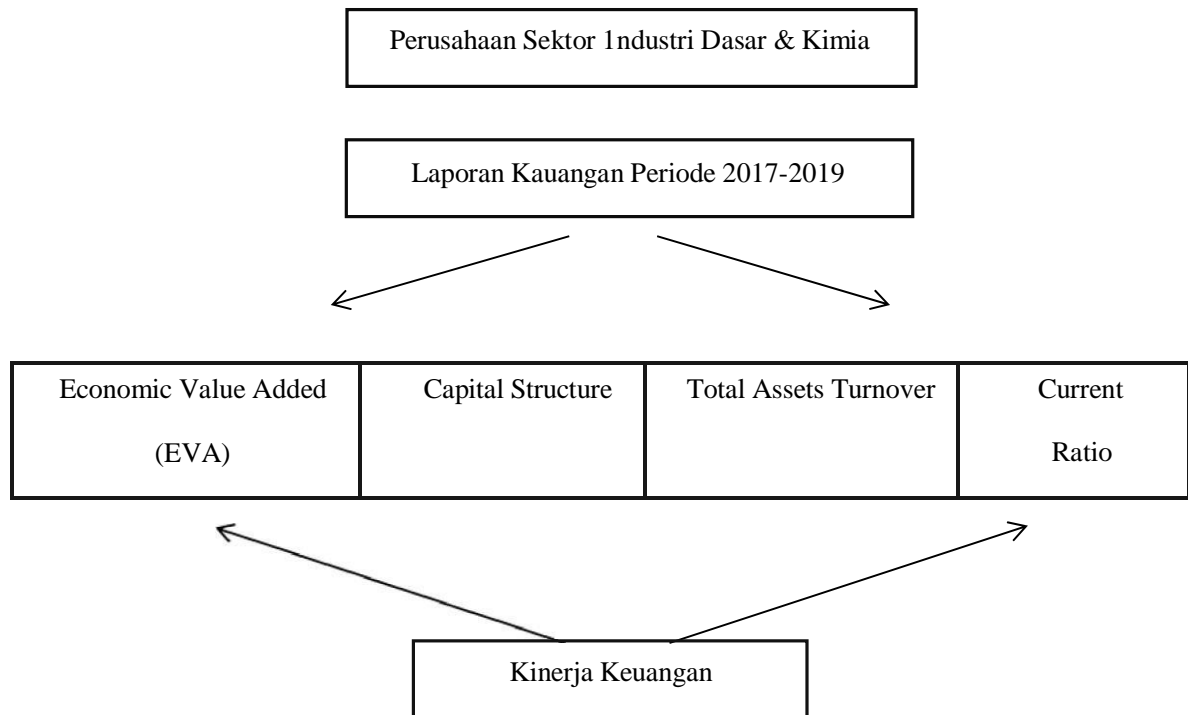 Perusahaan Sektor 1ndustri Dasar & Kimia
Laporan Kauangan Periode 2017-2019
Economic Value Added
(EVA)
Capital Structure
Total Assets Turnover
Current
Ratio
Kinerja Keuangan